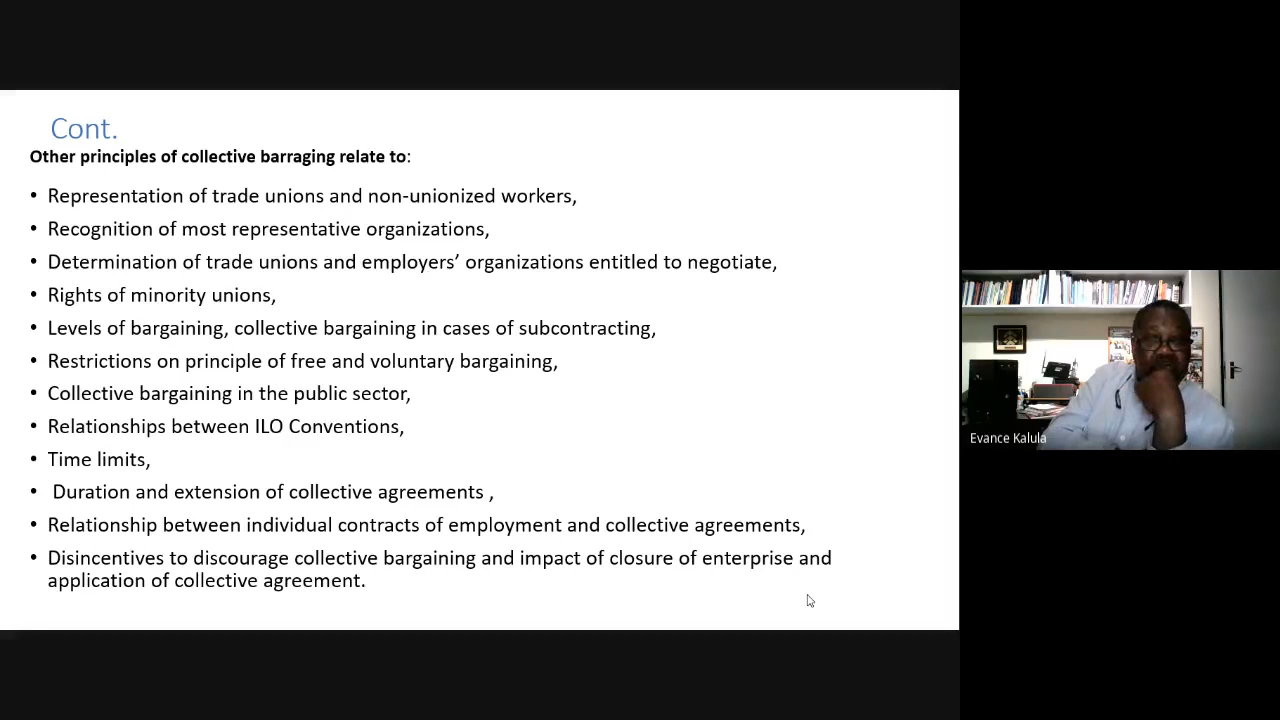 Cont.
Other principles of collective barraging relate to:
• Representation of trade unions and non-unionized workers,
• Recognition of most representative organizations,
• Determination of trade unions and employers’ organizations entitled to negotiate,
• Rights of minority unions,
• Levels of bargaining, collective bargaining in cases of subcontracting,
• Restrictions on principle of free and voluntary bargaining,
• Collective bargaining in the public sector,
• Relationships between ILO Conventions,
• Time limits,
• Duration and extension of collective agreements ,
• Relationship between individual contracts of employment and collective agreements,
• Disincentives to discourage collective bargaining and impact of closure of enterprise and
application of collective agreement.
Evance Kalula